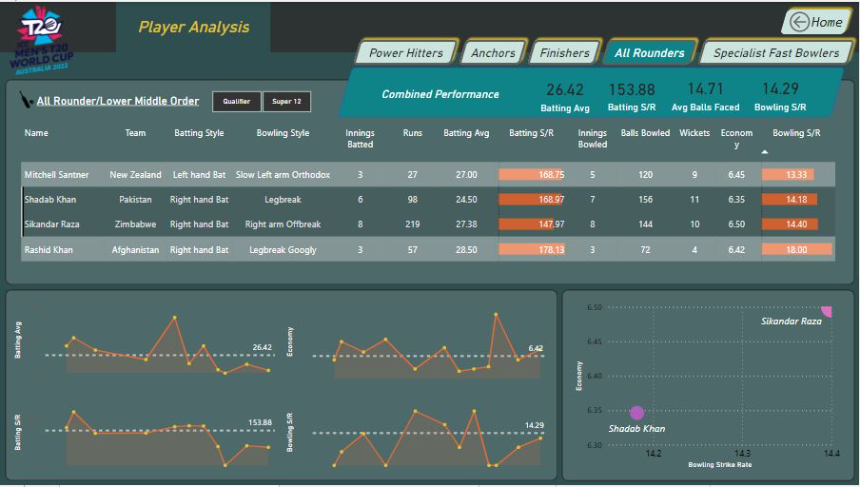 T20
ICC
MEN'S T20
WORLD CUP
AUSTRALIA 2022
Player Analysis
Home
Power Hitters Anchors Finishers All Rounders Specialist Fast Bowlers
Combined Performance 26.42 153.88 14.71 14.29
Batting Avg Batting S/R Avg Balls Faced Bowling S/R
All Rounder/Lower Middle Order Qualifier Super 12
Name Team Batting Style Bowling Style Innings Batted Runs Batting Avg Batting S/R Innings Bowled Balls Bowled Wickets Econom y Bowling S/R
Mitchell Santner New Zealand Left hand Bat Slow Left arm Orthodox 3 27 27.00 168.75 5 120 9 6.45 13.33
Shadab Khan Pakistan Right hand Bat Legbreak 6 98 24.50 168.97 7 156 11 6.35 14.18
Sikandar Raza Zimbabwe Right hand Bat Right arm Offbreak 8 219 27.38 147.97 8 144 10 6.50 14.40
Rashid Khan Afghanistan Right hand Bat Legbreak Googly 3 57 28.50 178.13 3 72 4 6.42 18.00
Batting Avg
26.42
Economy
6.42
Batting S/R
153.88
Bowling S/R
14.29
Economy
6.50
6.45
6.40
6.35
6.30
Sikandar Raza
Shadab Khan
14.2 14.3 14.4
Bowling Strike Rate